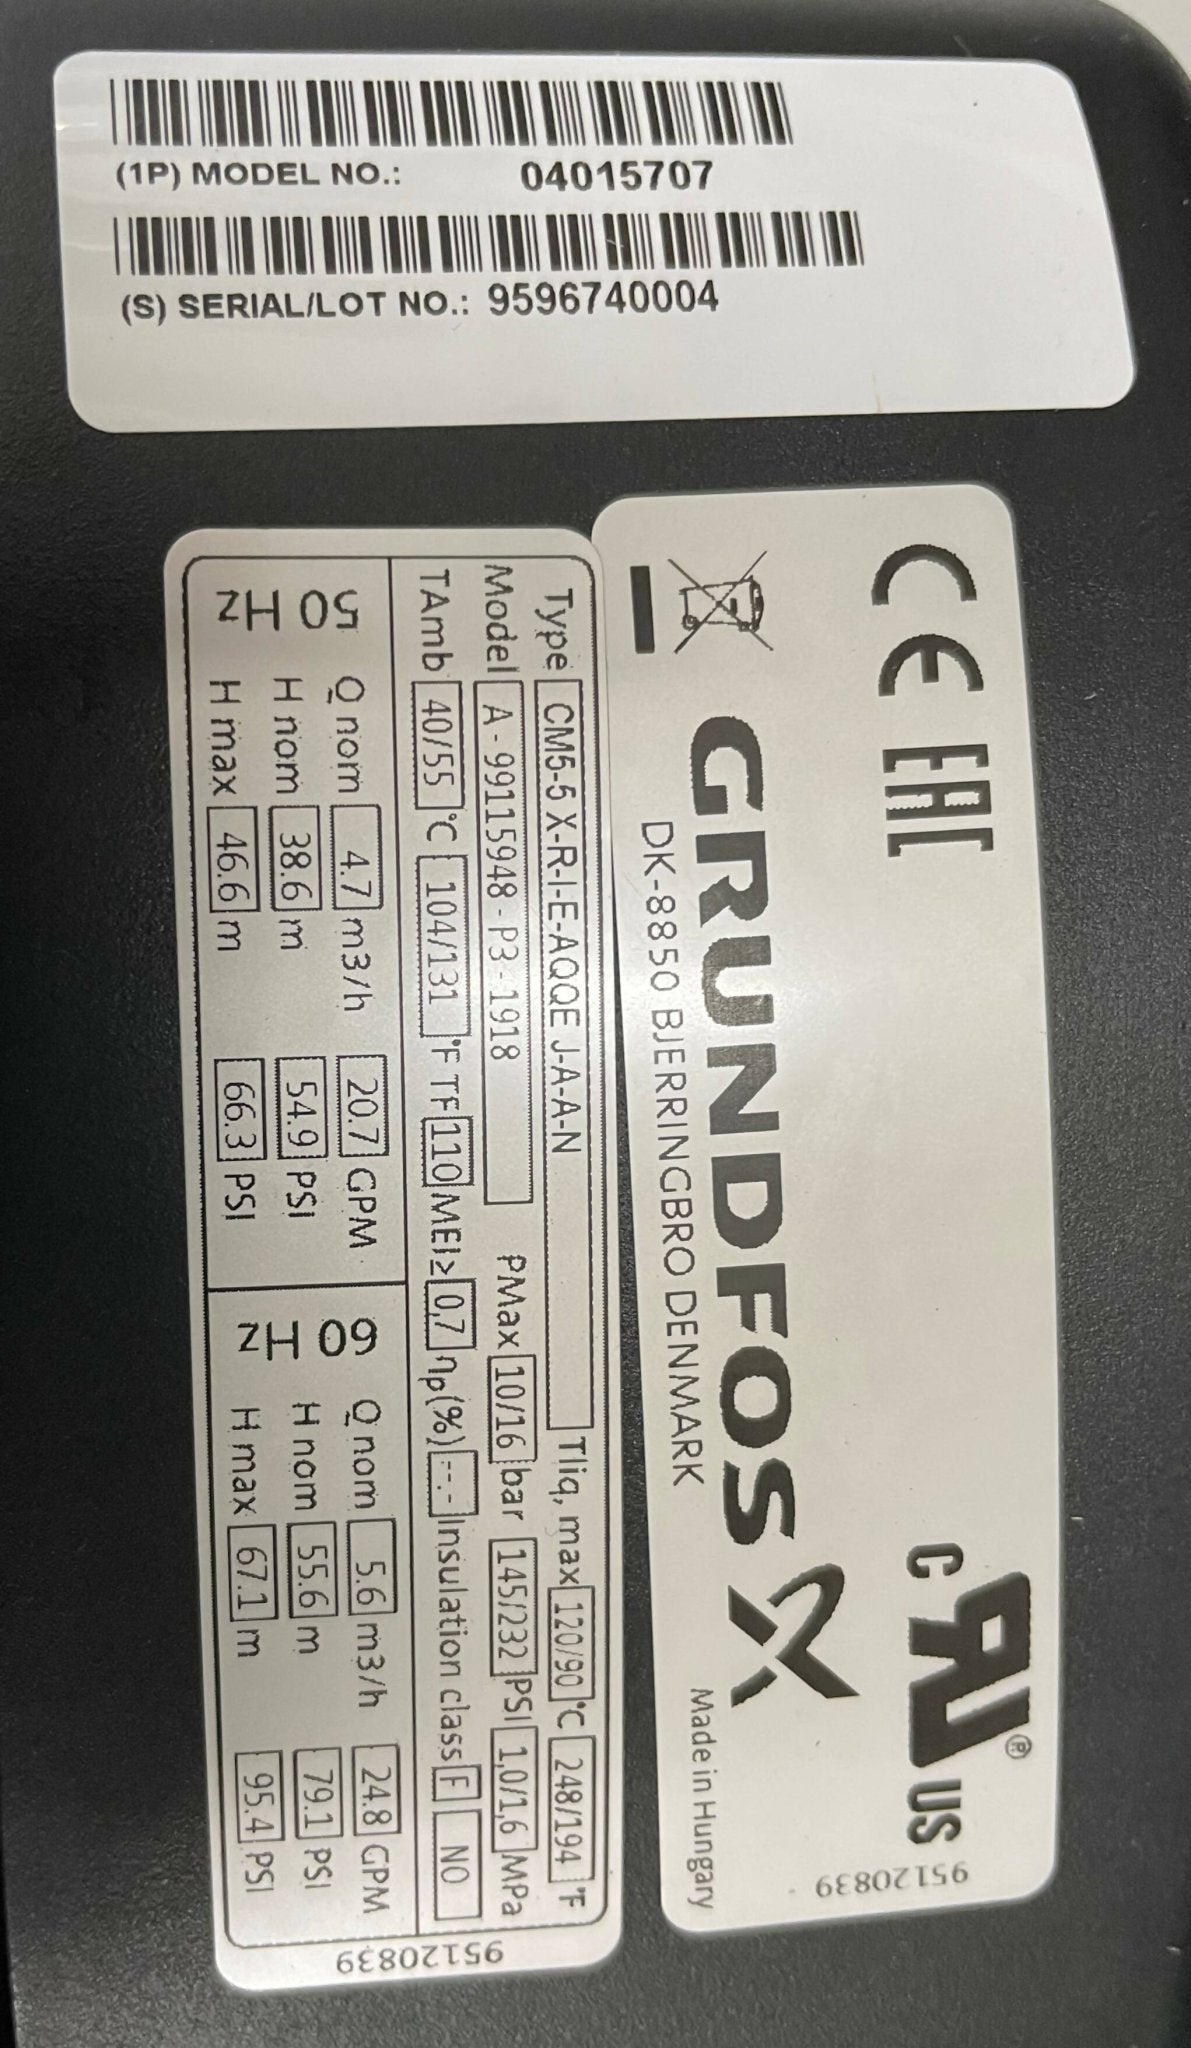 (1P) MODEL NO.: 04015707
(S) SERIAL/LOT NO.: 9596740004
CE EAC
C RU ® US
GRUNDFOS X
DK-8850 BJERRINGBRO DENMARK
Made in Hungary
95120839
Type CM5-5 X-R-I-E-AQQE J-A-A-N Tliq, max 120/90 °C 248/194 °F
Model A - 99115948 - P3 - 1918 PMax 10/16 bar 145/232 PSI 1,0/1,6 MPa
TAmb 40/55 °C 104/131 °F TF 110 MEI≥ 0,7 ηp(%) --.- Insulation class F NO
50 Hz
Q nom 4.7 m3/h 20.7 GPM
H nom 38.6 m 54.9 PSI
H max 46.6 m 66.3 PSI
60 Hz
Q nom 5.6 m3/h 24.8 GPM
H nom 55.6 m 79.1 PSI
H max 67.1 m 95.4 PSI
95120839